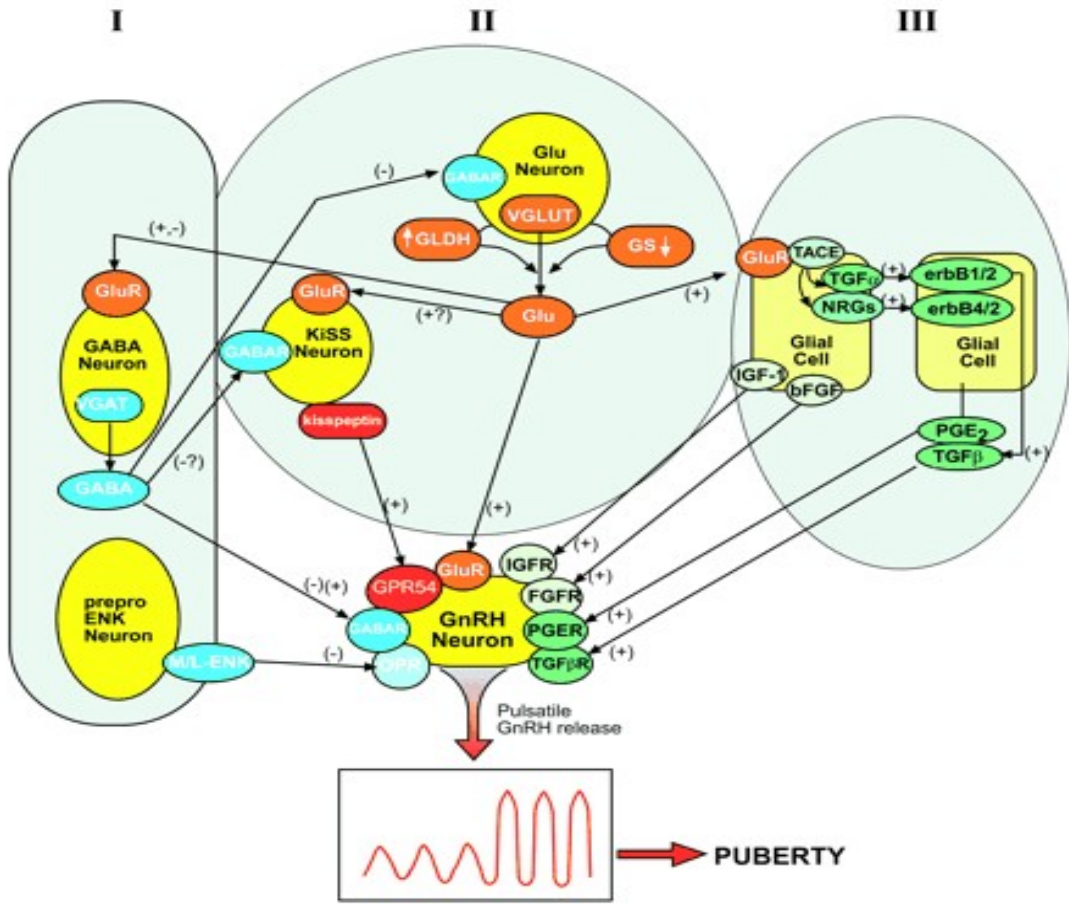 I
II
III
Glu
Neuron
GABAR
VGLUT
(-)
↑GLDH
GS↓
(+,-)
GluR
GABA
Neuron
VGAT
GABA
(-?)
GluR
KiSS
Neuron
GABAR
kisspeptin
(+?)
Glu
(+)
GluR
TACE
TGFα
(+)
erbB1/2
NRGs
(+)
erbB4/2
Glial
Cell
Glial
Cell
IGF-1
bFGF
PGE2
TGFβ
(+)
(+)
(+)
(-)(+)
prepro
ENK
Neuron
M/L-ENK
(-)
GPR54
GluR
IGFR
(+)
FGFR
(+)
GABAR
GnRH
Neuron
PGER
(+)
OPR
TGFβR
(+)
Pulsatile
GnRH release
PUBERTY